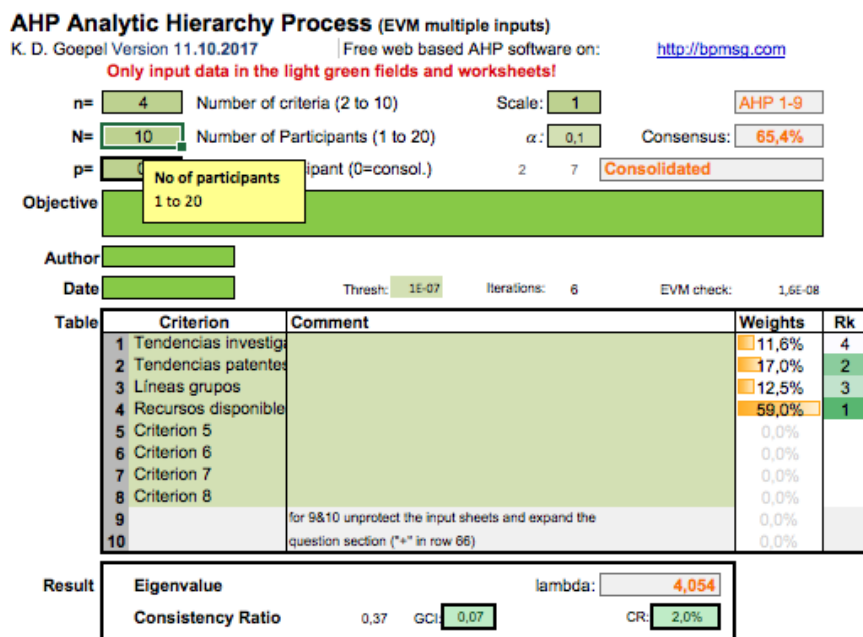 AHP Analytic Hierarchy Process (EVM multiple inputs)
K. D. Goepel Version 11.10.2017 Free web based AHP software on: http://bpmsg.com
Only input data in the light green fields and worksheets!
n= 4 Number of criteria (2 to 10) Scale: 1 AHP 1-9
N= 10 Number of Participants (1 to 20) α: 0,1 Consensus: 65,4%
p= ipant (0=consol.) 2 7 Consolidated
No of participants
1 to 20
Objective
Author
Date Thresh: 1E-07 Iterations: 6 EVM check: 1,6E-08
Table Criterion Comment Weights Rk
1 Tendencias investiga 11,6% 4
2 Tendencias patentes 17,0% 2
3 Líneas grupos 12,5% 3
4 Recursos disponible 59,0% 1
5 Criterion 5 0,0%
6 Criterion 6 0,0%
7 Criterion 7 0,0%
8 Criterion 8 0,0%
9 for 9&10 unprotect the input sheets and expand the 0,0%
10 question section ("+" in row 66) 0,0%
Result Eigenvalue lambda: 4,054
Consistency Ratio 0,37 GCI: 0,07 CR: 2,0%